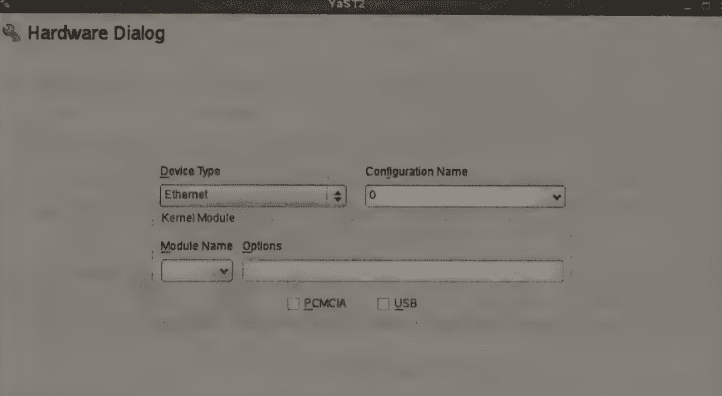 YaST2
Hardware Dialog
Device Type
Configuration Name
Ethernet
0
Kernel Module
Module Name
Options
PCMCIA
USB